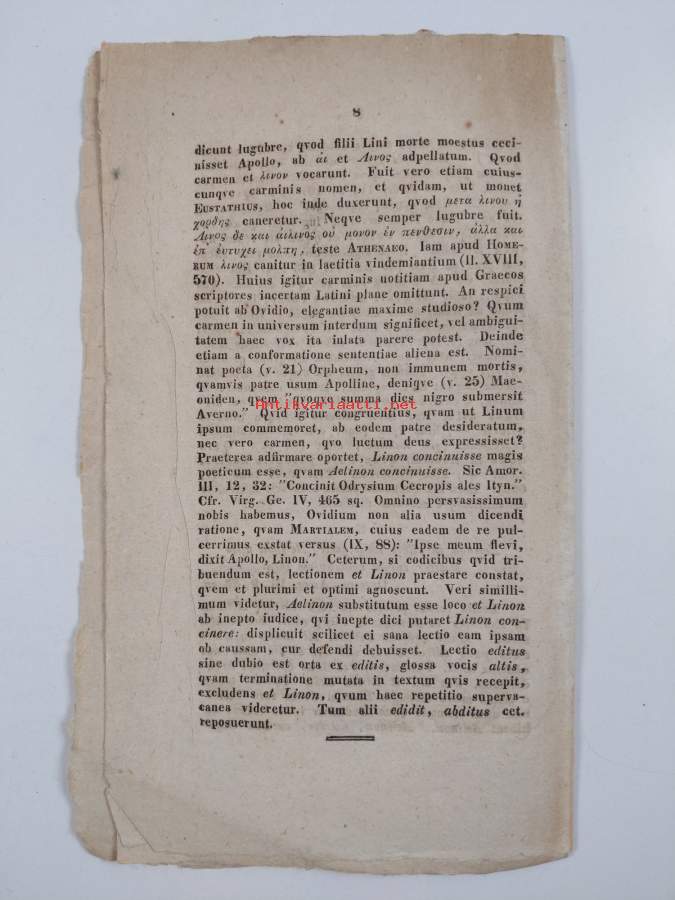 8
dicunt lugubre, qvod filii Lini morte moestus ceci-
nisset Apollo, ab ἀι et Λινος adpellatum. Qvod
carmen et λινον vocarunt. Fuit vero etiam cuius-
cunqve carminis nomen, et qvidam, ut monet
EUSTATHIUS, hoc inde duxerunt, qvod μετα λινου ἠ
χορδης caneretur. Neqve semper lugubre fuit.
Λινος δε και ἀιλινος οὐ μονον ἐν πενθεσιν, ἀλλα και
ἐπ' ἐυτυχει μολπῃ, teste ATHENAEO. Iam apud HOME-
RUM λινος canitur in laetitia vindemiantium (Il. XVIII,
570). Huius igitur carminis notitiam apud Graecos
scriptores incertam Latini plane omittunt. An respici
potuit ab Ovidio, elegantiae maxime studioso? Qvum
carmen in universum interdum significet, vel ambigui-
tatem haec vox ita inlata parere potest. Deinde
etiam a conformatione sententiae aliena est. Nomi-
nat poeta (v. 21) Orpheum, non immunem mortis,
qvamvis patre usum Apolline, deniqve (v. 25) Mae-
oniden, qvem "qvoqve summa dies nigro submersit
Antikvariaatti.net
Averno." Qvid igitur congruentius, qvam ut Linum
ipsum commemoret, ab eodem patre desideratum,
nec vero carmen, qvo luctum deus expressisset?
Praeterea adfirmare oportet, Linon concinuisse magis
poeticum esse, qvam Aelinon concinuisse. Sic Amor.
III, 12, 32: "Concinit Odrysium Cecropis ales Ityn."
Cfr. Virg. Ge. IV, 465 sq. Omnino persvasissimum
nobis habemus, Ovidium non alia usum dicendi
ratione, qvam MARTIALEM, cuius eadem de re pul-
cerrimus exstat versus (IX, 88): "Ipse meum flevi,
dixit Apollo, Linon." Ceterum, si codicibus qvid tri-
buendum est, lectionem et Linon praestare constat,
qvem et plurimi et optimi agnoscunt. Veri simili-
mum videtur, Aelinon substitutum esse loco et Linon
ab inepto iudice, qvi inepte dici putaret Linon con-
cinere: displicuit scilicet ei sana lectio eam ipsam
ob caussam, cur defendi debuisset. Lectio editus
sine dubio est orta ex editis, glossa vocis altis,
qvam terminatione mutata in textum qvis recepit,
excludens et Linon, qvum haec repetitio superva-
canea videretur. Tum alii edidit, abditus cet.
reposuerunt.